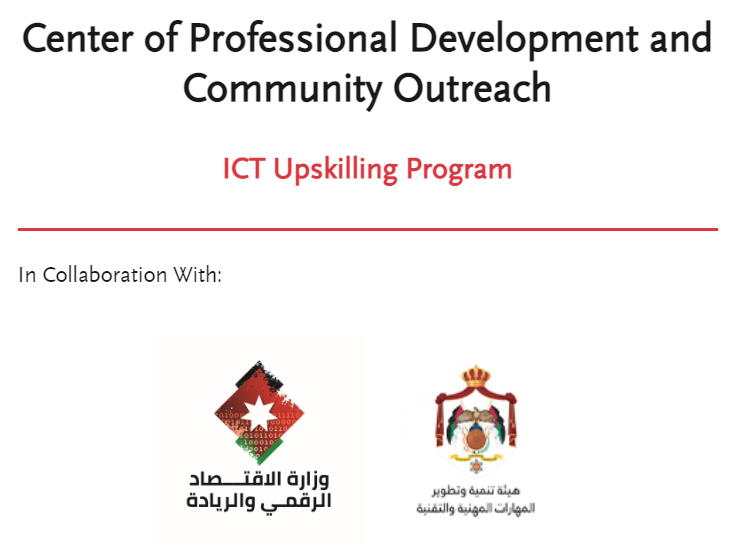 Center of Professional Development and
Community Outreach
ICT Upskilling Program
In Collaboration With:
وزارة الاقتـــصاد
الرقمـي والريادة
هيئة تنمية وتطوير
المهارات المهنية والتقنية